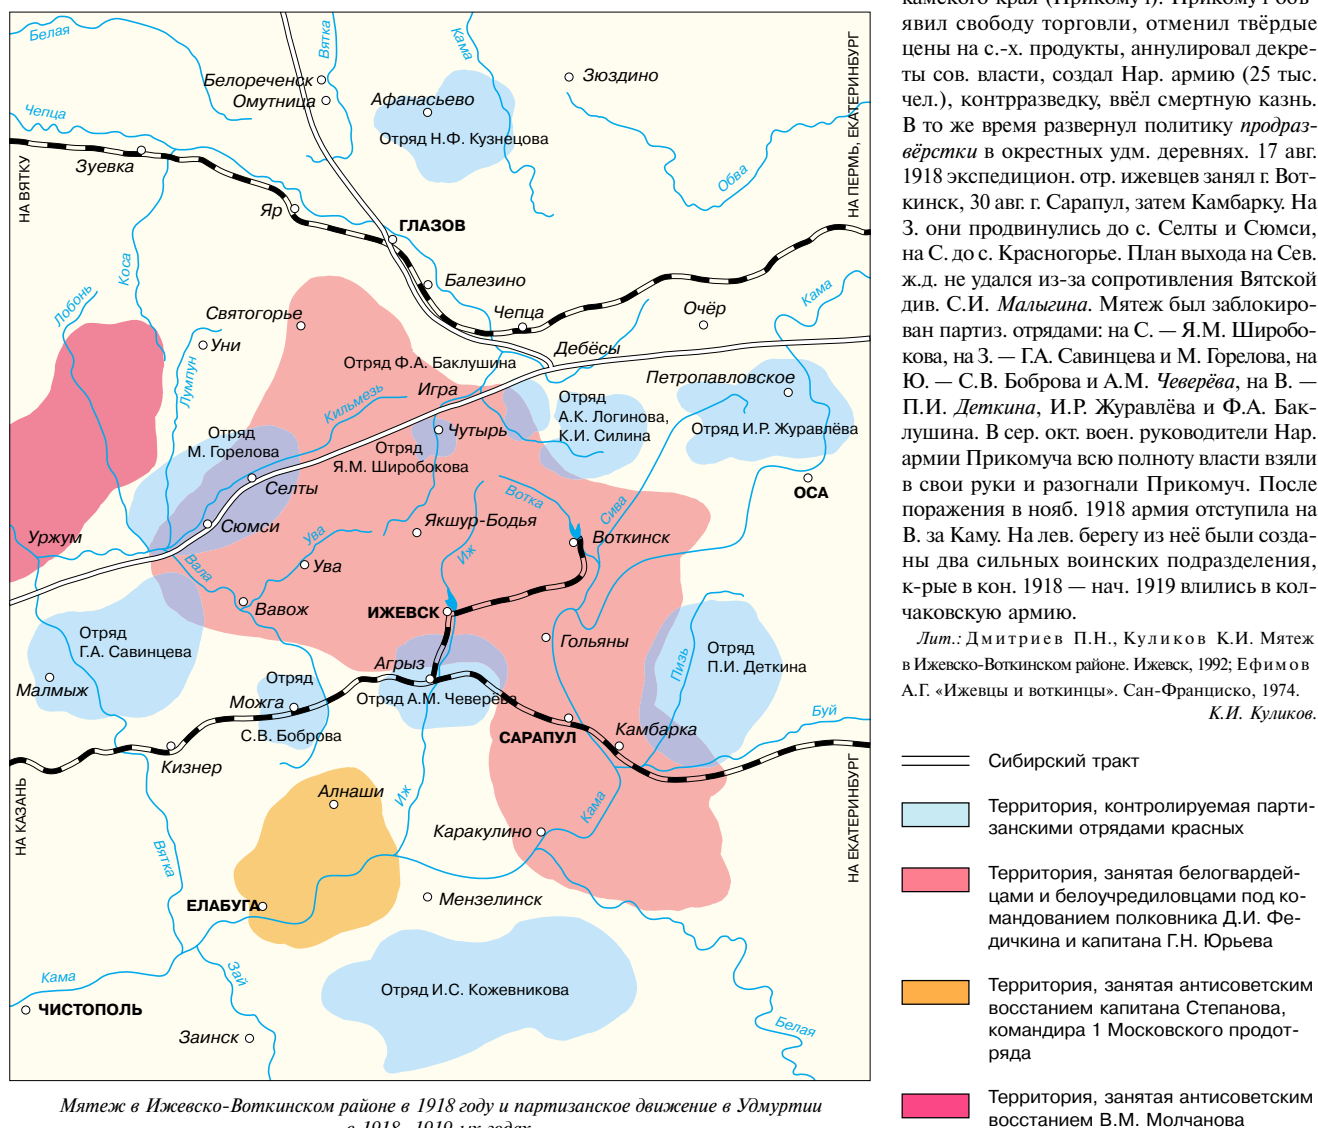 Белая
Вятка
Кама
Белореченск
Омутница
Афанасьево
Зюздино
Отряд Н.Ф. Кузнецова
НА ПЕРМЬ, ЕКАТЕРИНБУРГ
Чепца
Зуевка
НА ВЯТКУ
Обва
Яр
ГЛАЗОВ
Коса
Балезино
Лобонь
Святогорье
Чепца
Очёр
Кама
Уни
Дебёсы
Отряд Ф.А. Баклушина
Лумпун
Игра
Петропавловское
Кильмезь
Отряд
А.К. Логинова,
К.И. Силина
Отряд И.Р. Журавлёва
Отряд
М. Горелова
Чутырь
Отряд
Я.М. Широбокова
Селты
ОСА
Вотка
Сива
Сюмси
Якшур-Бодья
Уржум
Ува
Воткинск
Иж
Вала
Ува
Вавож
ИЖЕВСК
Отряд
Г.А. Савинцева
Гольяны
Отряд
П.И. Деткина
Пизь
Агрыз
Малмыж
Отряд
Можга
Отряд А.М. Чеверёва
С.В. Боброва
Буй
САРАПУЛ
Камбарка
Кизнер
НА КАЗАНЬ
Алнаши
Иж
Кама
НА ЕКАТЕРИНБУРГ
Каракулино
Вятка
ЕЛАБУГА
Мензелинск
Кама
Зай
Отряд И.С. Кожевникова
ЧИСТОПОЛЬ
Заинск
Белая
Мятеж в Ижевско-Воткинском районе в 1918 году и партизанское движение в Удмуртии
в 1918–1919-ых годах
камского края (Прикомуч). Прикомуч объ-
явил свободу торговли, отменил твёрдые
цены на с.-х. продукты, аннулировал декре-
ты сов. власти, создал Нар. армию (25 тыс.
чел.), контрразведку, ввёл смертную казнь.
В то же время развернул политику продраз-
вёрстки в окрестных удм. деревнях. 17 авг.
1918 экспедицион. отр. ижевцев занял г. Вот-
кинск, 30 авг. г. Сарапул, затем Камбарку. На
З. они продвинулись до с. Селты и Сюмси,
на С. до с. Красногорье. План выхода на Сев.
ж.д. не удался из-за сопротивления Вятской
див. С.И. Малыгина. Мятеж был заблокиро-
ван партиз. отрядами: на С. — Я.М. Широбо-
кова, на З. — Г.А. Савинцева и М. Горелова, на
Ю. — С.В. Боброва и А.М. Чеверёва, на В. —
П.И. Деткина, И.Р. Журавлёва и Ф.А. Бак-
лушина. В сер. окт. воен. руководители Нар.
армии Прикомуча всю полноту власти взяли
в свои руки и разогнали Прикомуч. После
поражения в нояб. 1918 армия отступила на
В. за Каму. На лев. берегу из неё были созда-
ны два сильных воинских подразделения,
к-рые в кон. 1918 — нач. 1919 влились в кол-
чаковскую армию.
Лит.: Дмитриев П.Н., Куликов К.И. Мятеж
в Ижевско-Воткинском районе. Ижевск, 1992; Ефимов
А.Г. «Ижевцы и воткинцы». Сан-Франциско, 1974.
К.И. Куликов.
Сибирский тракт
Территория, контролируемая парти-
занскими отрядами красных
Территория, занятая белогвардей-
цами и белоучредиловцами под ко-
мандованием полковника Д.И. Фе-
дичкина и капитана Г.Н. Юрьева
Территория, занятая антисоветским
восстанием капитана Степанова,
командира 1 Московского продот-
ряда
Территория, занятая антисоветским
восстанием В.М. Молчанова